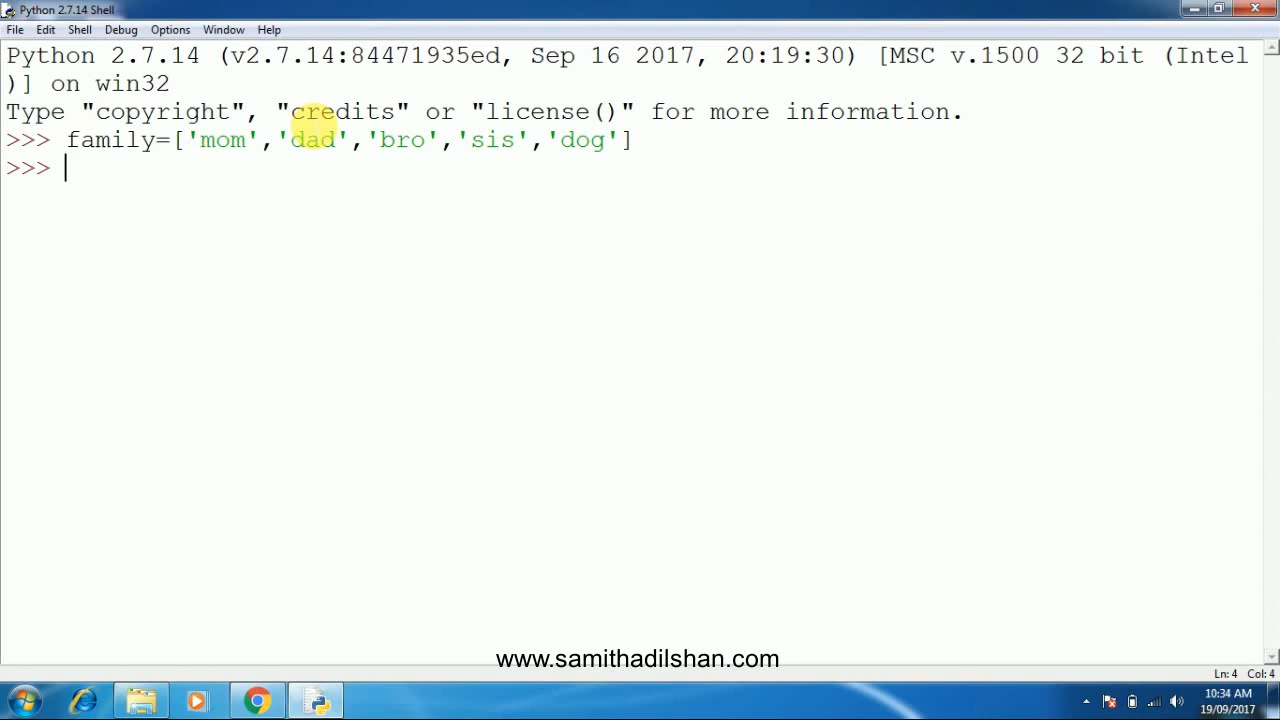 Python 2.7.14 Shell
File Edit Shell Debug Options Window Help
Python 2.7.14 (v2.7.14:84471935ed, Sep 16 2017, 20:19:30) [MSC v.1500 32 bit (Intel
)] on win32
Type "copyright", "credits" or "license()" for more information.
>>> family=['mom','dad','bro','sis','dog']
>>>
www.samithadilshan.com
Ln: 4 Col: 4
10:34 AM
19/09/2017